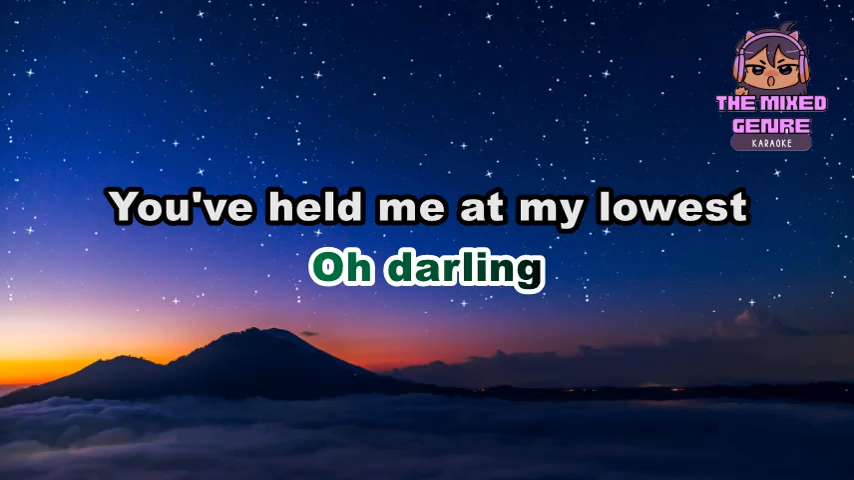 THE MIXED
GENRE
KARAOKE
You've held me at my lowest
Oh darling